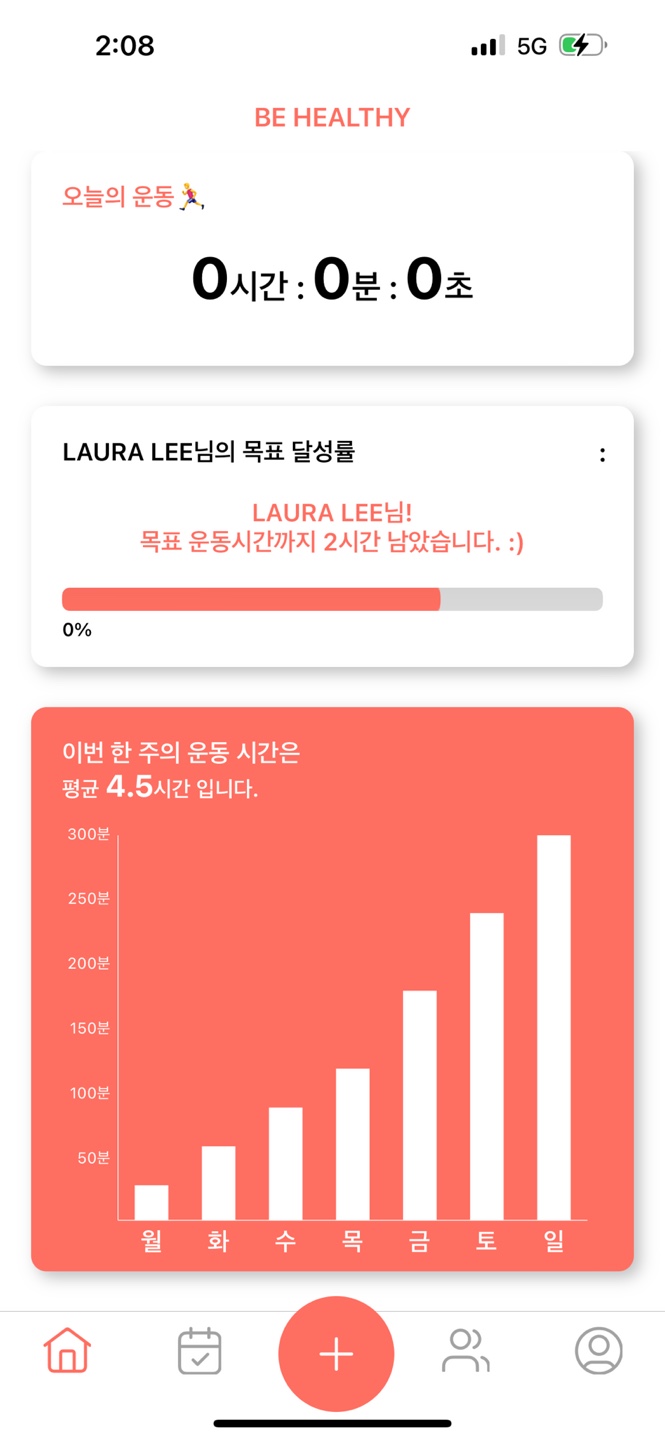 2:08
5G
BE HEALTHY
오늘의 운동🏃‍♀️
0시간 : 0분 : 0초
LAURA LEE님의 목표 달성률 :
LAURA LEE님!
목표 운동시간까지 2시간 남았습니다. :)
0%
이번 한 주의 운동 시간은
평균 4.5시간 입니다.
300분
250분
200분
150분
100분
50분
월 화 수 목 금 토 일